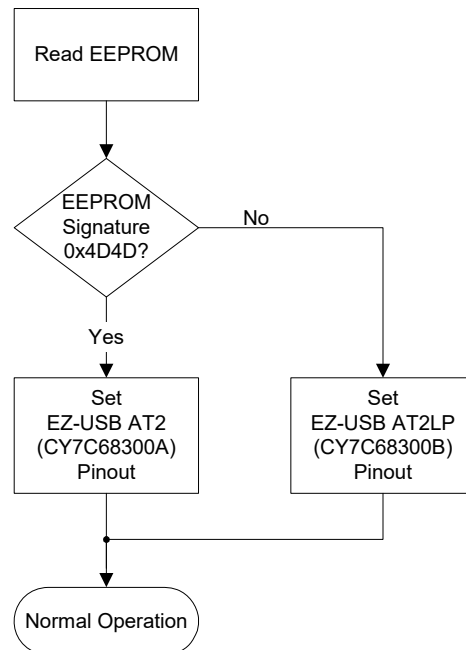 Read EEPROM
EEPROM
Signature
0x4D4D?
No
Yes
Set
EZ-USB AT2
(CY7C68300A)
Pinout
Set
EZ-USB AT2LP
(CY7C68300B)
Pinout
Normal Operation